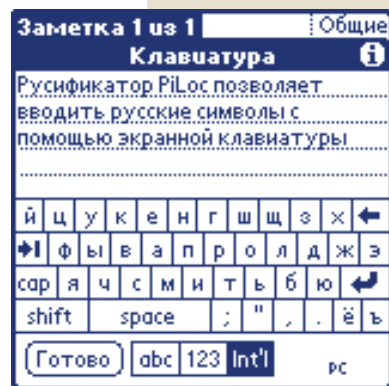 Заметка 1 из 1 Общие
Клавиатура i
Русификатор PiLoc позволяет
вводить русские символы с
помощью экранной клавиатуры
й ц у к е н г ш щ з х
ф ы в а п р о л д ж э
cap я ч с м и т ь б ю
shift space ; " , . ё ъ
Готово abc 123 Int'l PC